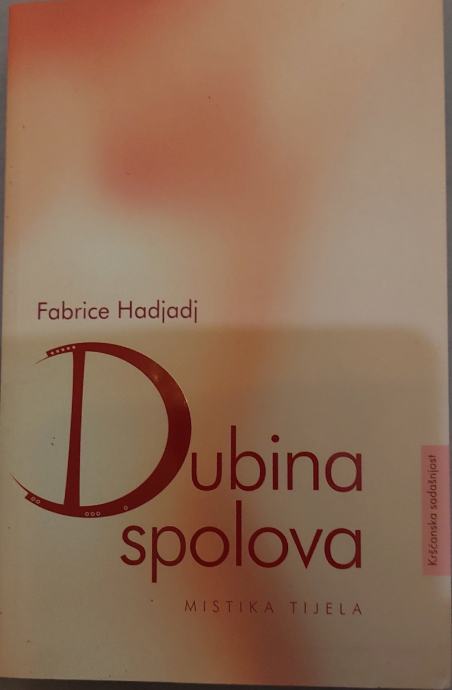 Fabrice Hadjadj
Dubina
spolova
MISTIKA TIJELA
Kršćanska sadašnjost